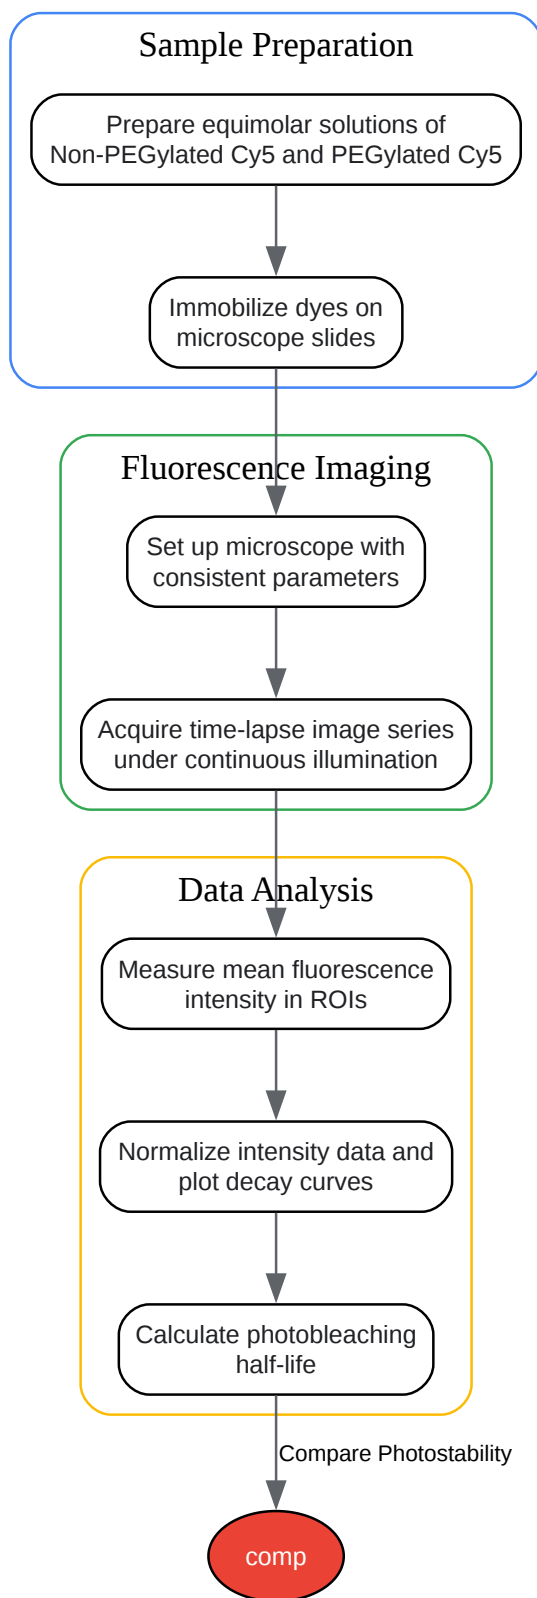 Sample Preparation
Prepare equimolar solutions of
Non-PEGylated Cy5 and PEGylated Cy5
Immobilize dyes on
microscope slides
Fluorescence Imaging
Set up microscope with
consistent parameters
Acquire time-lapse image series
under continuous illumination
Data Analysis
Measure mean fluorescence
intensity in ROIs
Normalize intensity data and
plot decay curves
Calculate photobleaching
half-life
Compare Photostability
comp